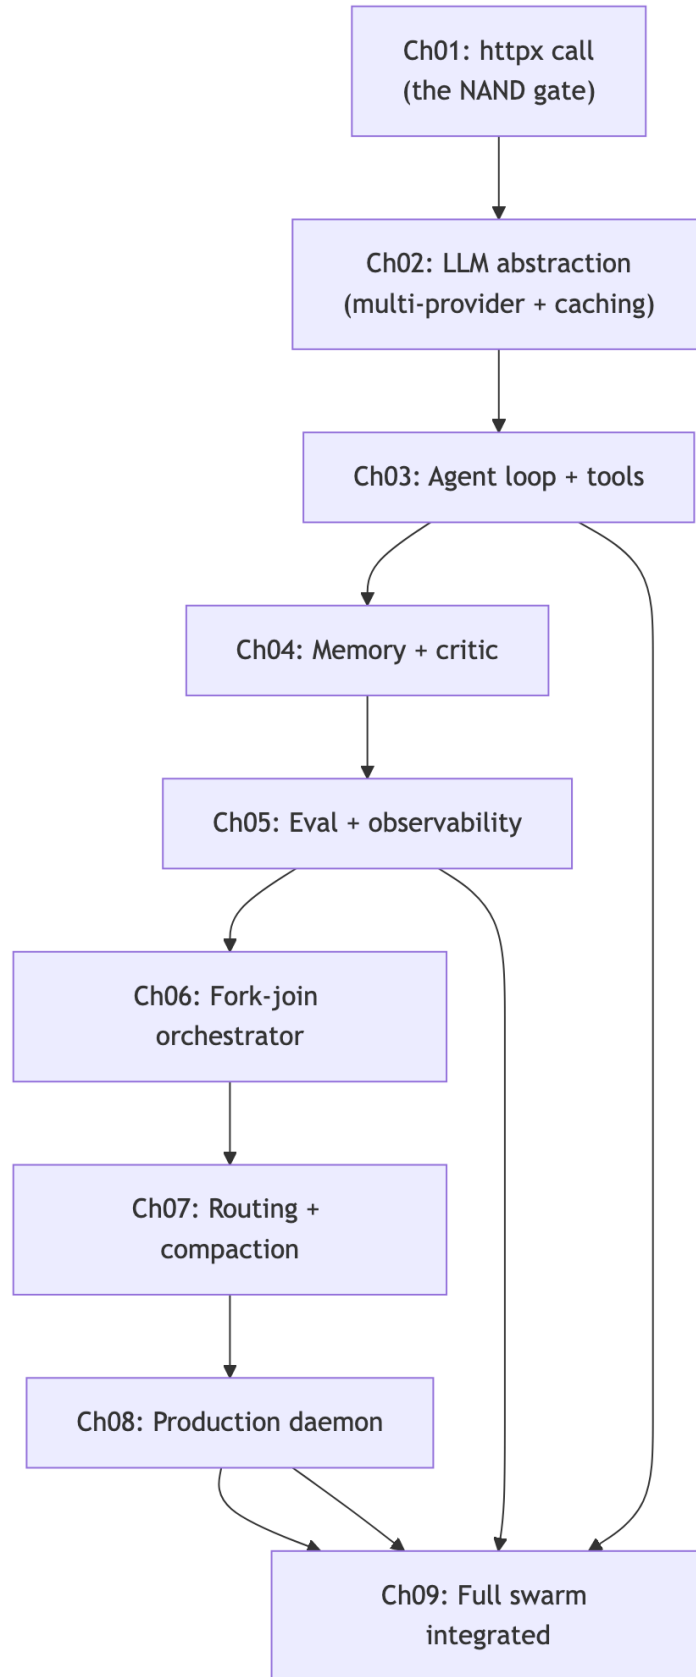 Ch01: httpx call
(the NAND gate)
Ch02: LLM abstraction
(multi-provider + caching)
Ch03: Agent loop + tools
Ch04: Memory + critic
Ch05: Eval + observability
Ch06: Fork-join
orchestrator
Ch07: Routing +
compaction
Ch08: Production daemon
Ch09: Full swarm
integrated